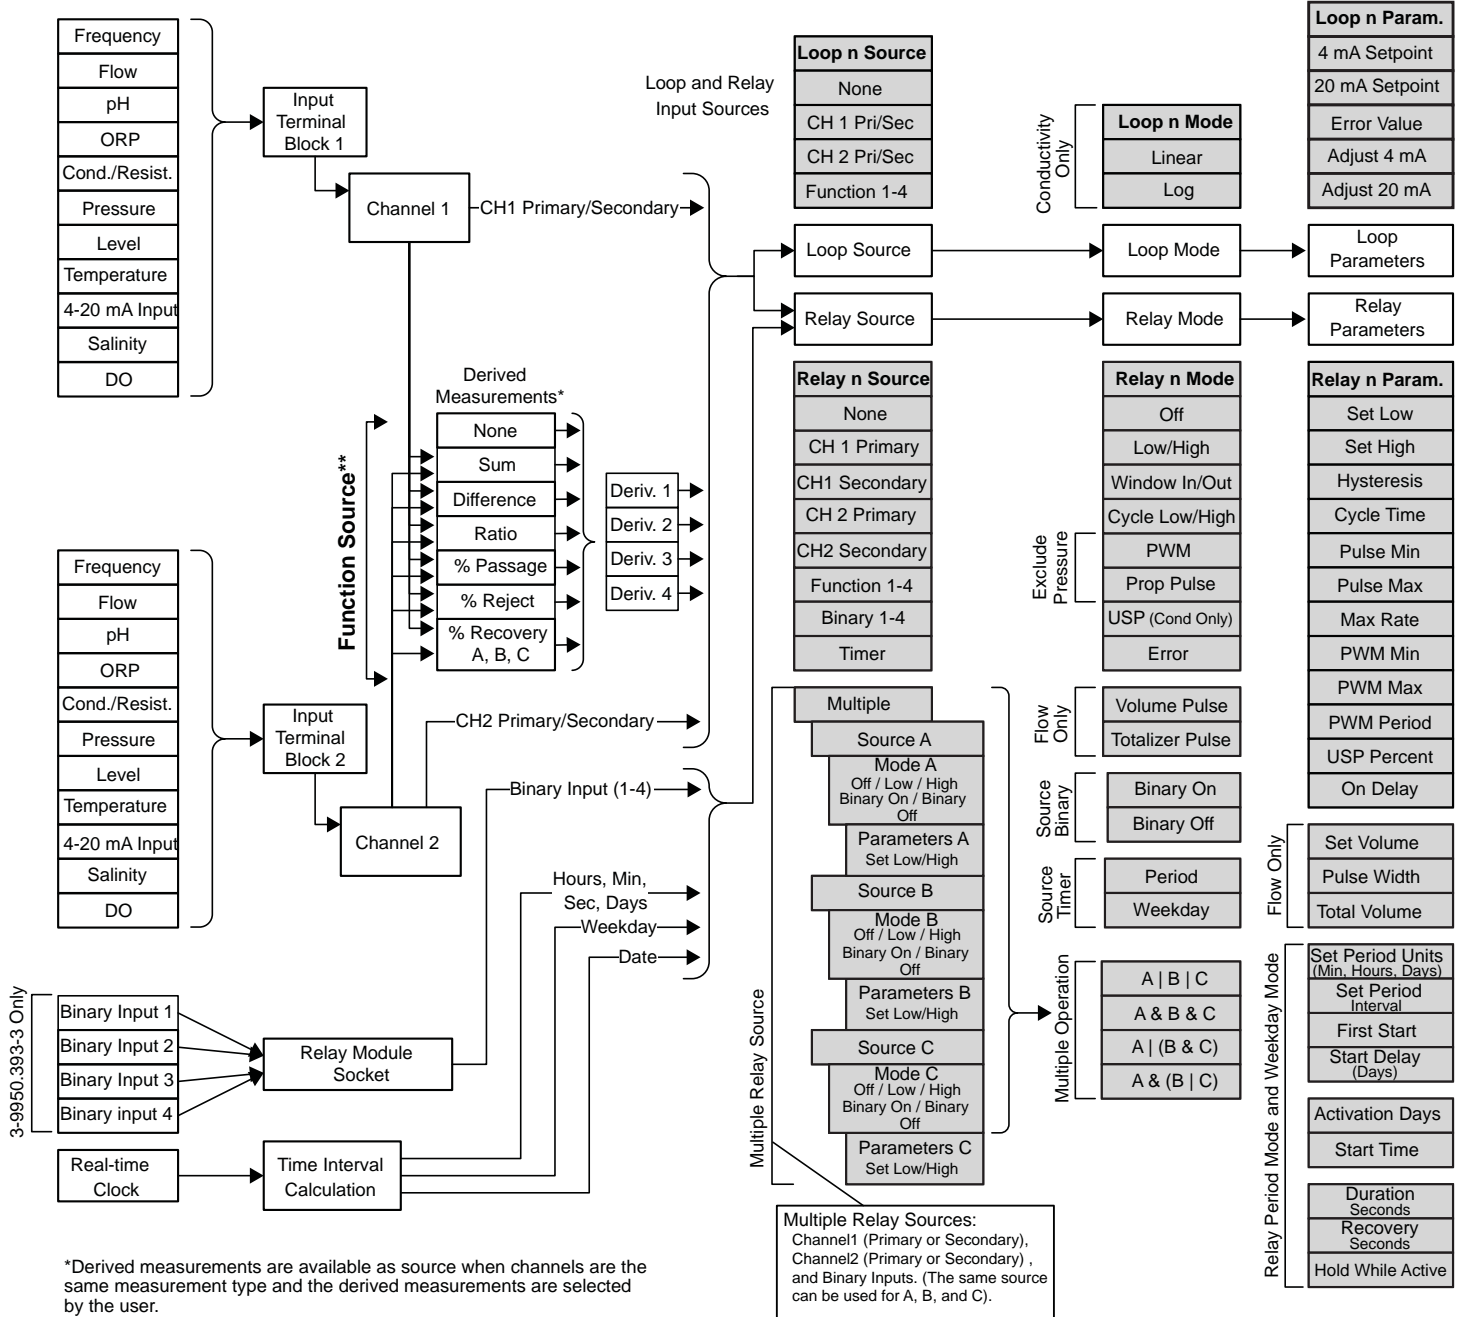 Frequency
Flow
pH
ORP
Cond./Resist.
Pressure
Level
Temperature
4-20 mA Input
Salinity
DO
Input
Terminal
Block 1
Channel 1
CH1 Primary/Secondary
Loop and Relay
Input Sources
Loop n Source
None
CH 1 Pri/Sec
CH 2 Pri/Sec
Function 1-4
Conductivity
Only
Loop n Mode
Linear
Log
Loop n Param.
4 mA Setpoint
20 mA Setpoint
Error Value
Adjust 4 mA
Adjust 20 mA
Loop Source
Loop Mode
Loop
Parameters
Relay Source
Relay Mode
Relay
Parameters
Function Source**
Derived
Measurements*
None
Sum
Difference
Ratio
% Passage
% Reject
% Recovery
A, B, C
Deriv. 1
Deriv. 2
Deriv. 3
Deriv. 4
Frequency
Flow
pH
ORP
Cond./Resist.
Pressure
Level
Temperature
4-20 mA Input
Salinity
DO
Input
Terminal
Block 2
Channel 2
CH2 Primary/Secondary
Binary Input (1-4)
Hours, Min,
Sec, Days
Weekday
Date
3-9950.393-3 Only
Binary Input 1
Binary Input 2
Binary Input 3
Binary input 4
Relay Module
Socket
Real-time
Clock
Time Interval
Calculation
Relay n Source
None
CH 1 Primary
CH1 Secondary
CH 2 Primary
CH2 Secondary
Function 1-4
Binary 1-4
Timer
Multiple Relay Source
Multiple
Source A
Mode A
Off / Low / High
Binary On / Binary
Off
Parameters A
Set Low/High
Source B
Mode B
Off / Low / High
Binary On / Binary
Off
Parameters B
Set Low/High
Source C
Mode C
Off / Low / High
Binary On / Binary
Off
Parameters C
Set Low/High
Multiple Relay Sources:
Channel1 (Primary or Secondary),
Channel2 (Primary or Secondary) ,
and Binary Inputs. (The same source
can be used for A, B, and C).
Relay n Mode
Off
Low/High
Window In/Out
Cycle Low/High
Exclude
Pressure
PWM
Prop Pulse
USP (Cond Only)
Error
Flow
Only
Volume Pulse
Totalizer Pulse
Source
Binary
Binary On
Binary Off
Source
Timer
Period
Weekday
Multiple Operation
A | B | C
A & B & C
A | (B & C)
A & (B | C)
Relay n Param.
Set Low
Set High
Hysteresis
Cycle Time
Pulse Min
Pulse Max
Max Rate
PWM Min
PWM Max
PWM Period
USP Percent
On Delay
Flow Only
Set Volume
Pulse Width
Total Volume
Relay Period Mode and Weekday Mode
Set Period Units
(Min, Hours, Days)
Set Period
Interval
First Start
Start Delay
(Days)
Activation Days
Start Time
Duration
Seconds
Recovery
Seconds
Hold While Active
*Derived measurements are available as source when channels are the
same measurement type and the derived measurements are selected
by the user.